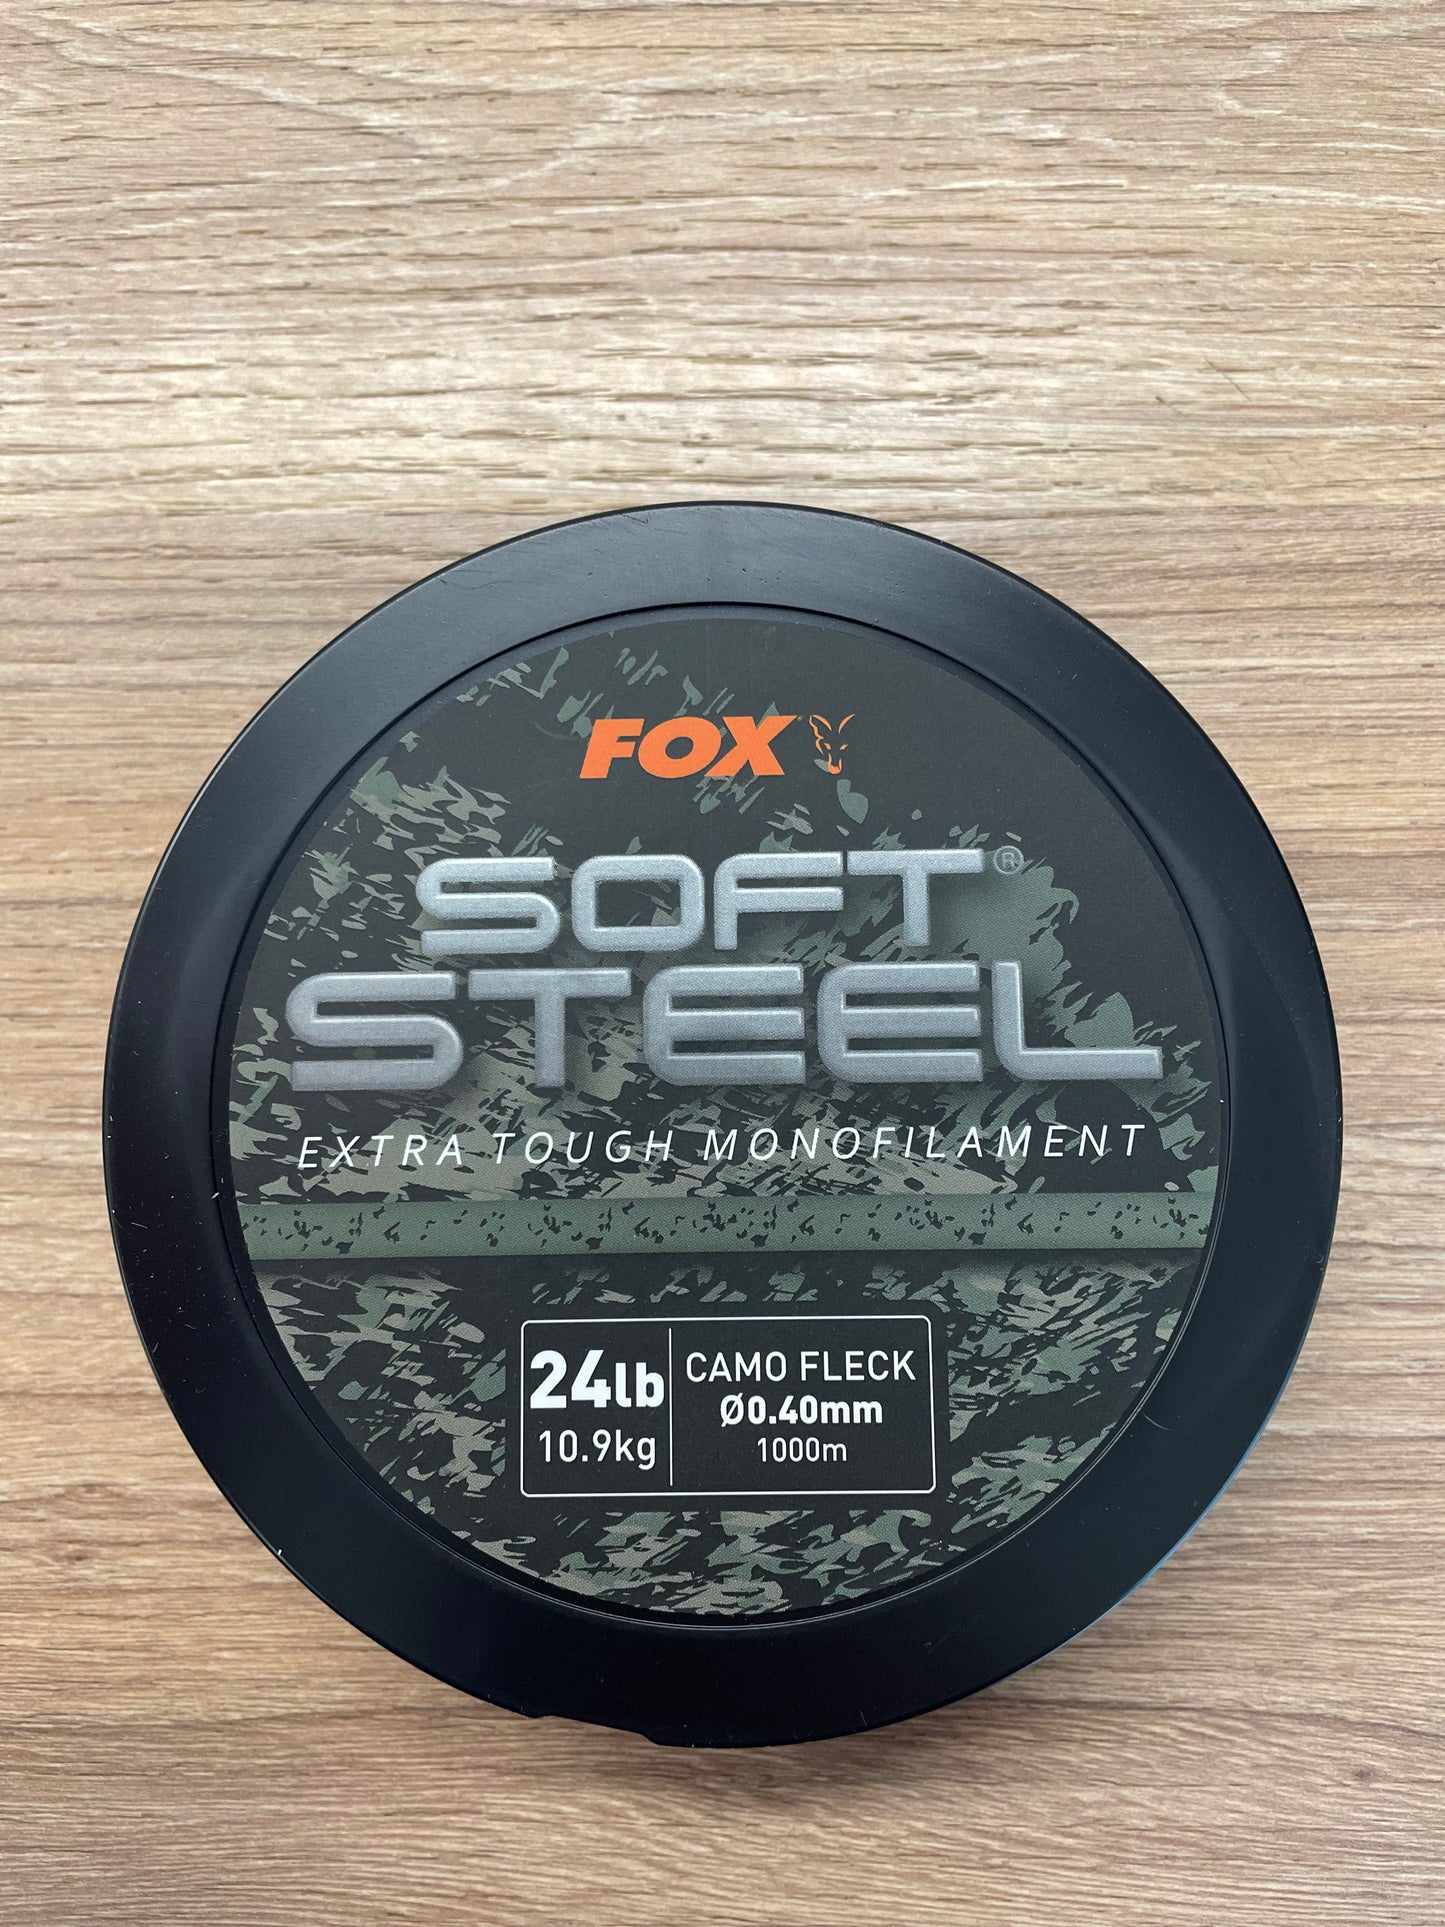 FOX
SOFT®
STEEL
EXTRA TOUGH MONOFILAMENT
24lb
10.9kg
CAMO FLECK
Ø0.40mm
1000m